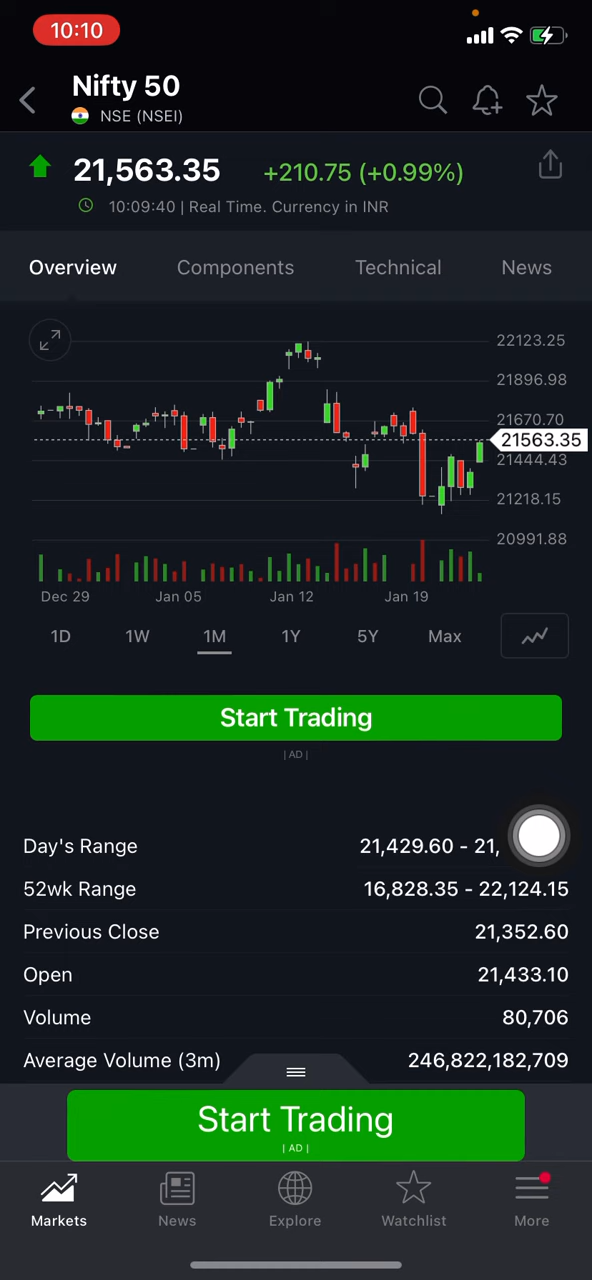 10:10
Nifty 50
NSE (NSEI)
21,563.35 +210.75 (+0.99%)
10:09:40 | Real Time. Currency in INR
Overview Components Technical News
22123.25
21896.98
21670.70
21563.35
21444.43
21218.15
20991.88
Dec 29 Jan 05 Jan 12 Jan 19
1D 1W 1M 1Y 5Y Max
Start Trading
| AD |
Day's Range 21,429.60 - 21,
52wk Range 16,828.35 - 22,124.15
Previous Close 21,352.60
Open 21,433.10
Volume 80,706
Average Volume (3m) 246,822,182,709
Start Trading
| AD |
Markets News Explore Watchlist More